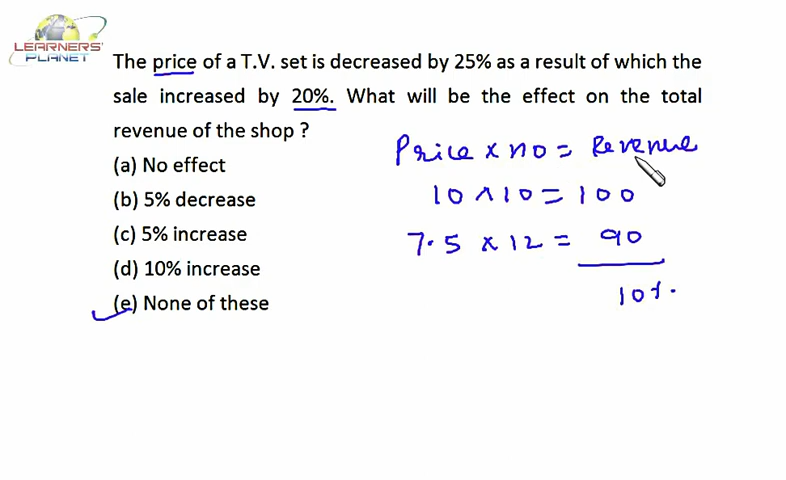 LEARNERS'
PLANET
The price of a T.V. set is decreased by 25% as a result of which the
sale increased by 20%. What will be the effect on the total
revenue of the shop ?
(a) No effect
(b) 5% decrease
(c) 5% increase
(d) 10% increase
(e) None of these
Price × no = Revenue
10 × 10 = 100
7.5 × 12 = 90
10%.